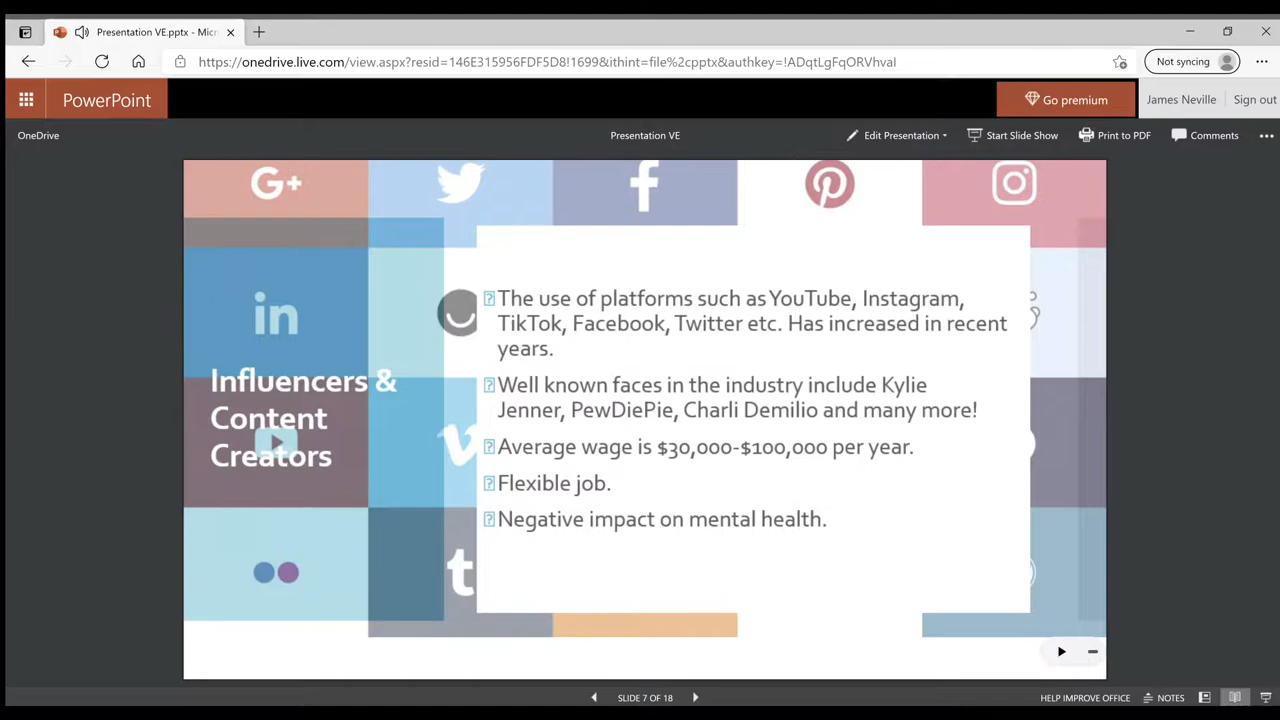 Presentation VE.pptx - Micr
https://onedrive.live.com/view.aspx?resid=146E315956FDF5D8!1699&ithint=file%2cpptx&authkey=!ADqtLgFqORVhvaI
Not syncing
PowerPoint
Go premium
James Neville
Sign out
OneDrive
Presentation VE
Edit Presentation
Start Slide Show
Print to PDF
Comments
G+
f
in
Influencers &
Content
Creators
The use of platforms such as YouTube, Instagram,
TikTok, Facebook, Twitter etc. Has increased in recent
years.
Well known faces in the industry include Kylie
Jenner, PewDiePie, Charli Demilio and many more!
Average wage is $30,000-$100,000 per year.
Flexible job.
Negative impact on mental health.
t
SLIDE 7 OF 18
HELP IMPROVE OFFICE
NOTES